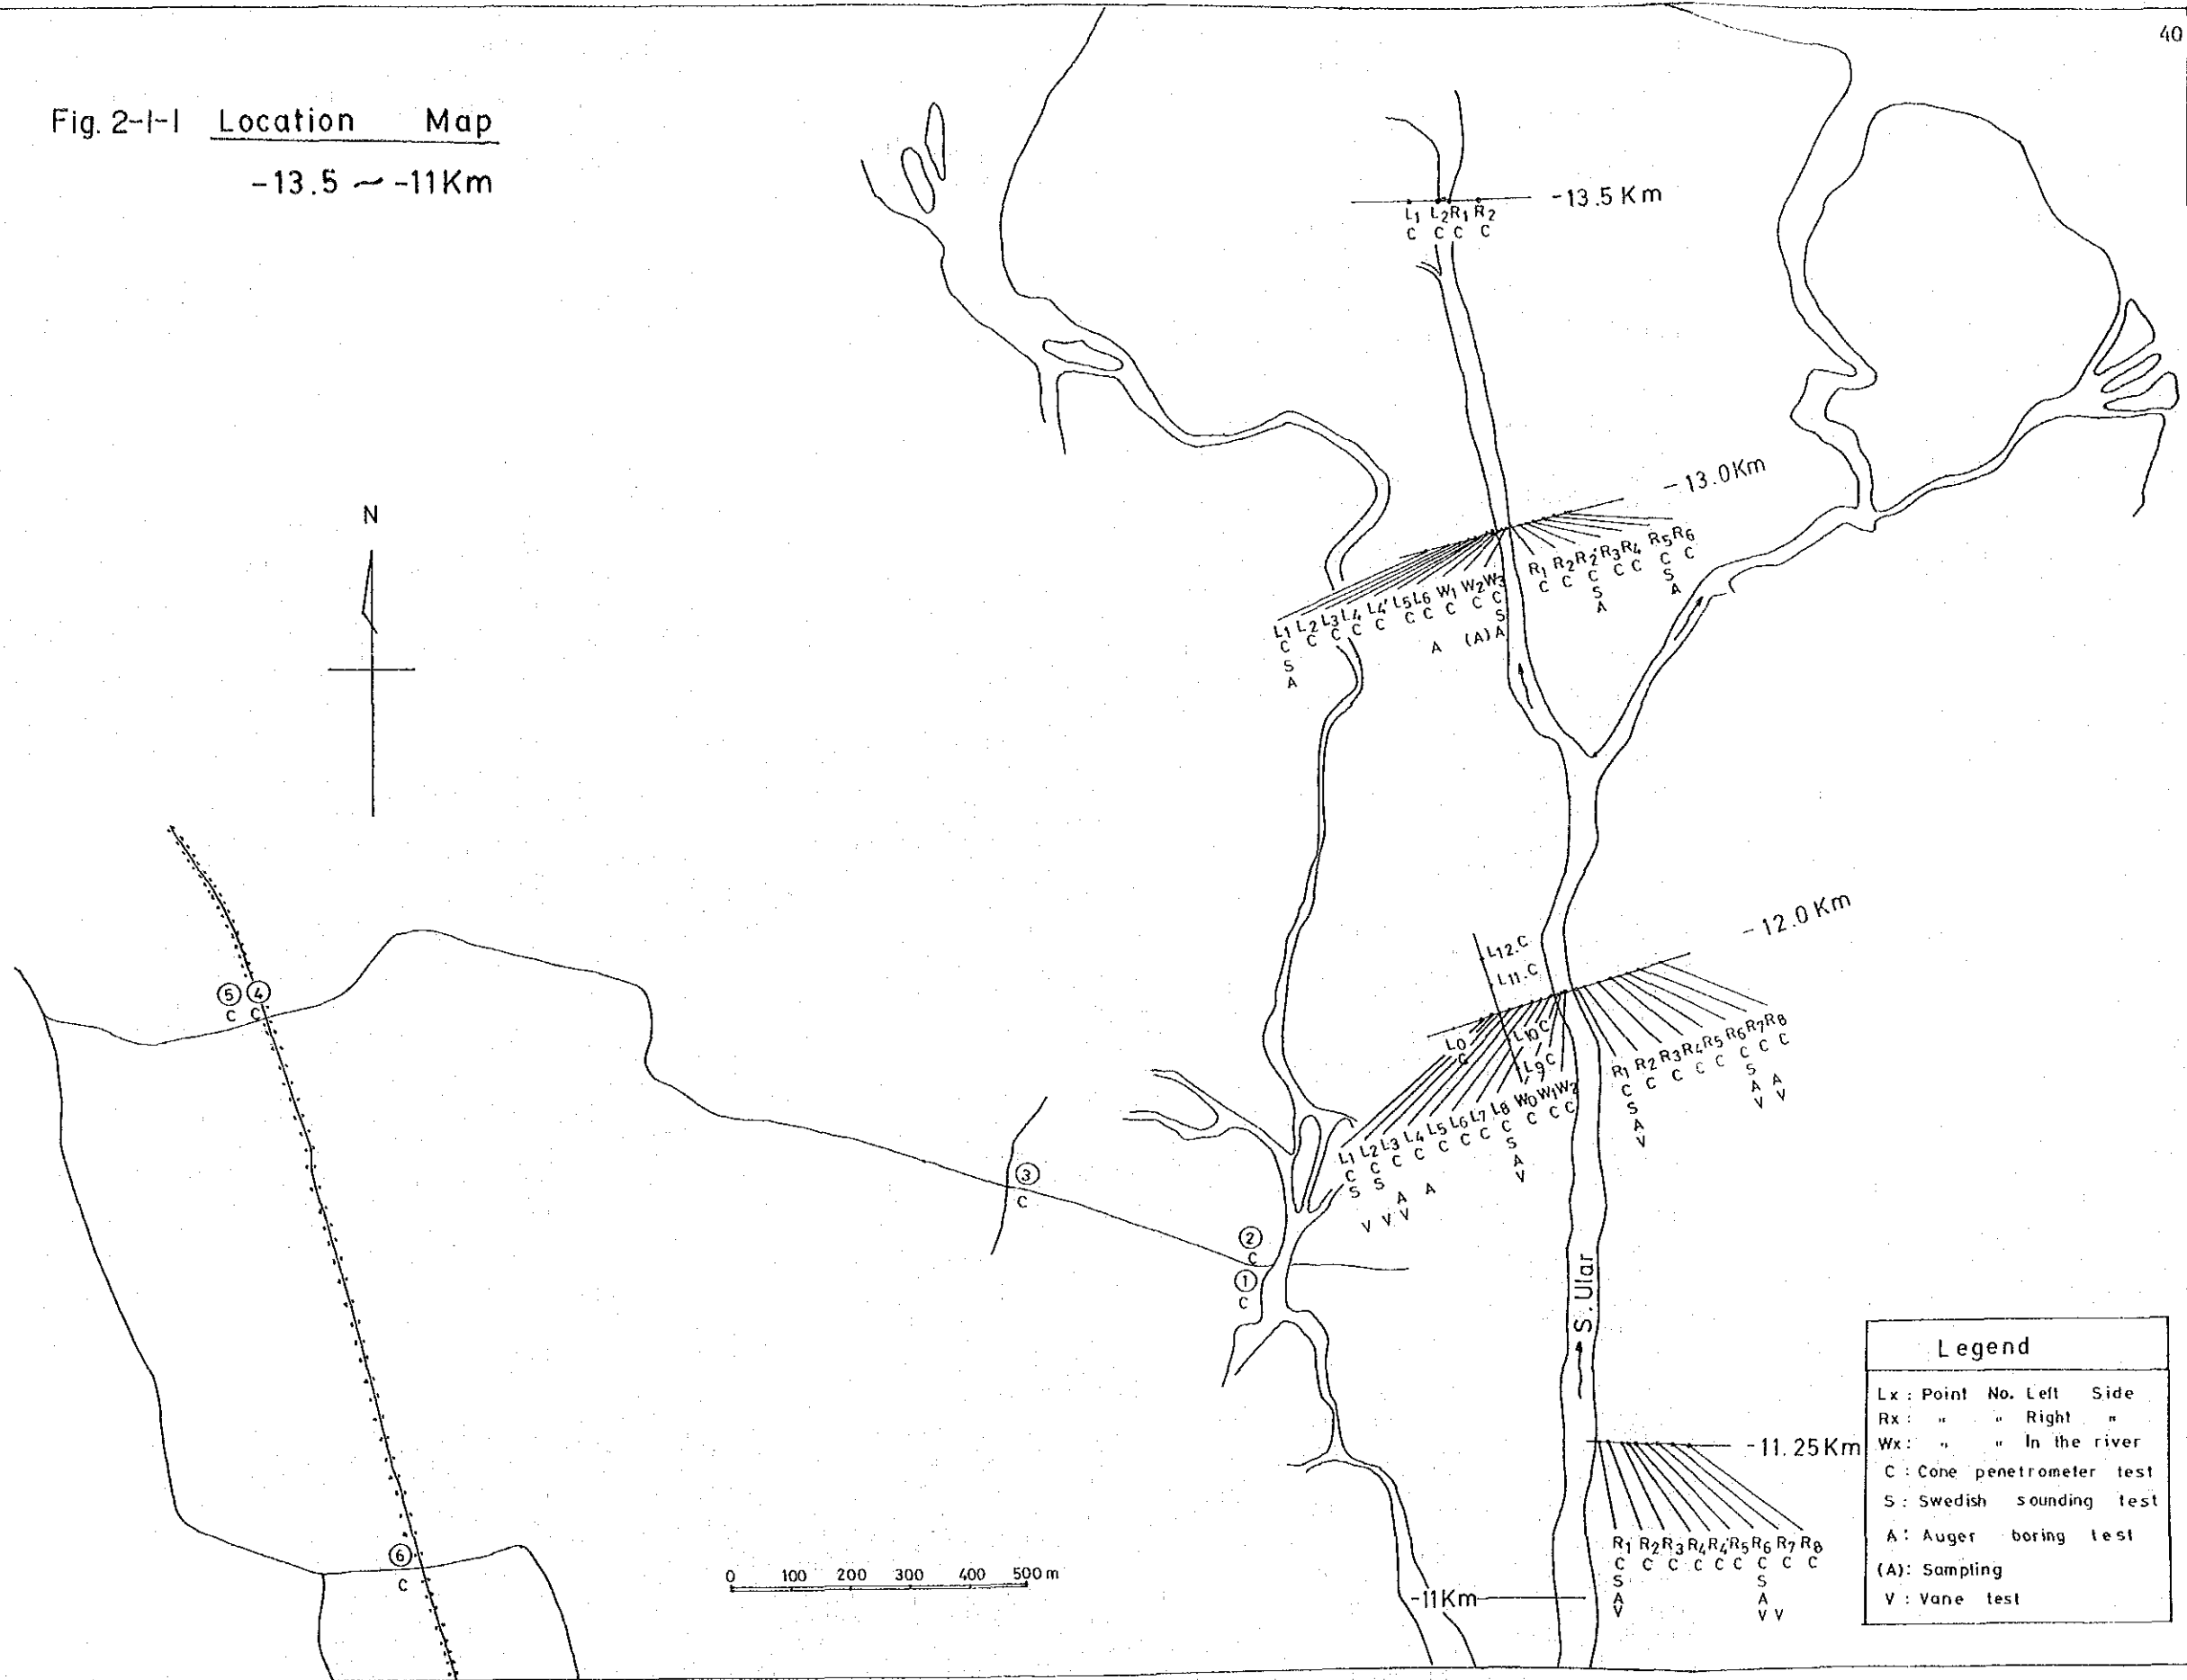 40
Fig. 2-1-1 Location Map
-13.5 ~ -11Km
N
-13.5 Km
L1 L2 R1 R2
C C C C
-13.0Km
L1 L2 L3 L4 L4' L5 L6 W1 W2 W3
C C C C C C C C C C
S S
A A (A) A
R1 R2 R2' R3 R4 R5 R6
C C C C C C C
S S
A A
-12.0 Km
L12.C
L11.C
L10 C
L9 C
L0
C
L1 L2 L3 L4 L5 L6 L7 L8 W0 W1 W2
C C C C C C C C C C C
S S S
A A A
V V V V
R1 R2 R3 R4 R5 R6 R7 R8
C C C C C C C C
S S
A A A
V V V
5 4
C C
3
C
2
C
1
C
6
C
S. Ular
-11.25Km
R1 R2 R3 R4 R4' R5 R6 R7 R8
C C C C C C C C C
S S
A A
V V V
-11Km
0 100 200 300 400 500 m
Legend
Lx : Point No. Left Side
Rx : " " Right "
Wx : " " In the river
C : Cone penetrometer test
S : Swedish sounding test
A : Auger boring test
(A): Sampling
V : Vane test